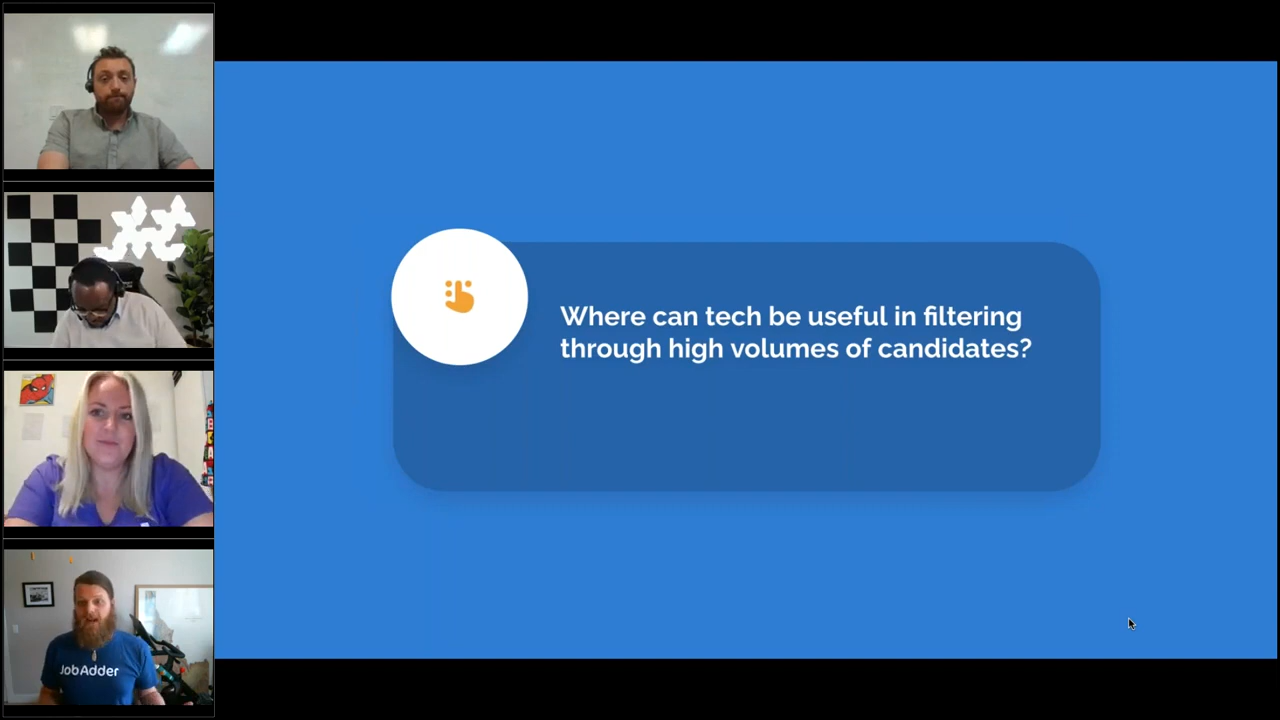 Where can tech be useful in filtering
through high volumes of candidates?
JobAdder